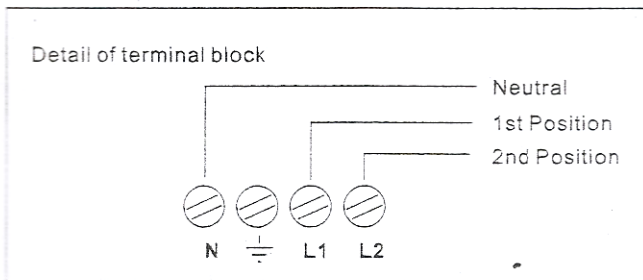 Detail of terminal block
Neutral
1st Position
2nd Position
N L1 L2